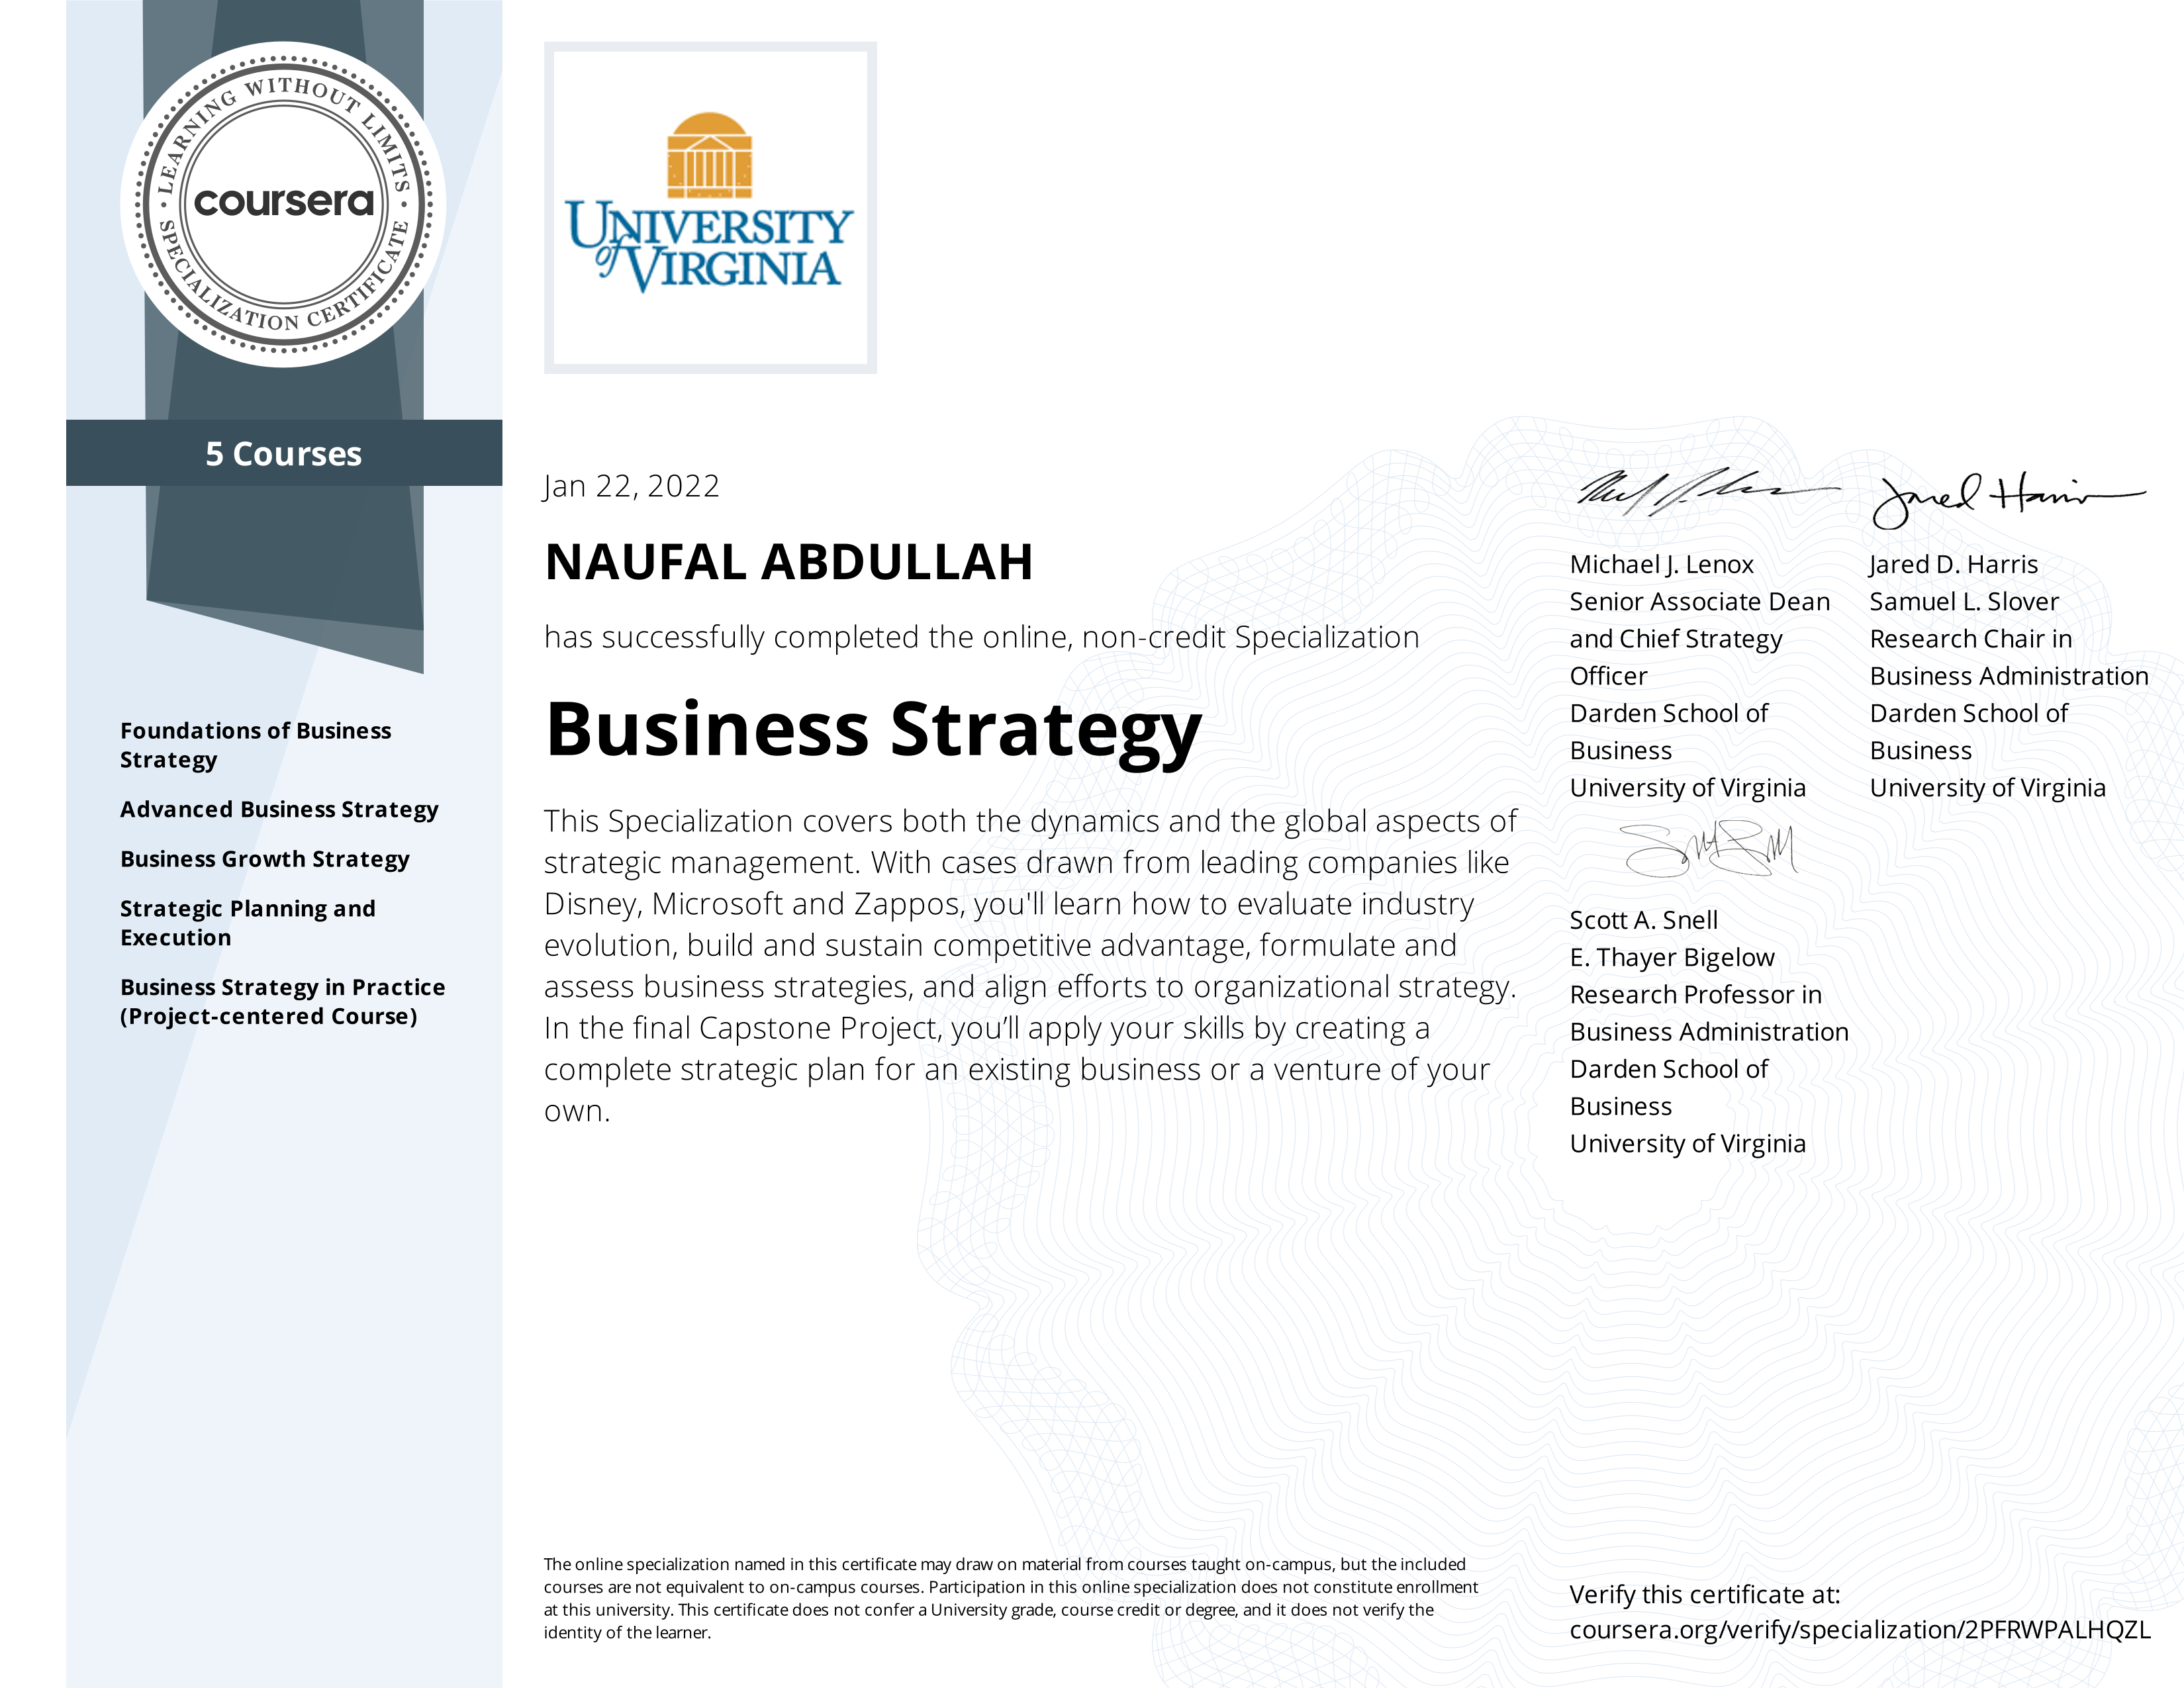 LEARNING WITHOUT LIMITS
coursera
SPECIALIZATION CERTIFICATE
5 Courses
Foundations of Business
Strategy
Advanced Business Strategy
Business Growth Strategy
Strategic Planning and
Execution
Business Strategy in Practice
(Project-centered Course)
UNIVERSITY
of VIRGINIA
Jan 22, 2022
NAUFAL ABDULLAH
has successfully completed the online, non-credit Specialization
Business Strategy
This Specialization covers both the dynamics and the global aspects of
strategic management. With cases drawn from leading companies like
Disney, Microsoft and Zappos, you'll learn how to evaluate industry
evolution, build and sustain competitive advantage, formulate and
assess business strategies, and align efforts to organizational strategy.
In the final Capstone Project, you’ll apply your skills by creating a
complete strategic plan for an existing business or a venture of your
own.
Jared Harris
Michael J. Lenox
Senior Associate Dean
and Chief Strategy
Officer
Darden School of
Business
University of Virginia
Jared D. Harris
Samuel L. Slover
Research Chair in
Business Administration
Darden School of
Business
University of Virginia
Scott A. Snell
E. Thayer Bigelow
Research Professor in
Business Administration
Darden School of
Business
University of Virginia
The online specialization named in this certificate may draw on material from courses taught on-campus, but the included
courses are not equivalent to on-campus courses. Participation in this online specialization does not constitute enrollment
at this university. This certificate does not confer a University grade, course credit or degree, and it does not verify the
identity of the learner.
Verify this certificate at:
coursera.org/verify/specialization/2PFRWPALHQZL